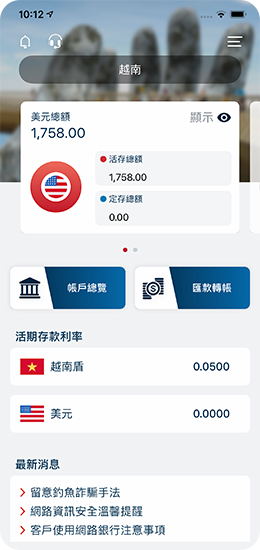 10:12
越南
美元總額
顯示
1,758.00
活存總額
1,758.00
定存總額
0.00
帳戶總覽
匯款轉帳
活期存款利率
越南盾 0.0500
美元 0.0000
最新消息
留意釣魚詐騙手法
網路資訊安全溫馨提醒
客戶使用網路銀行注意事項